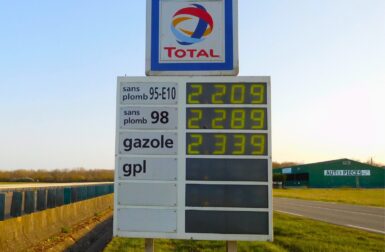 TOTAL
sans
plomb 95-E10 2 209
sans
plomb 98 2 289
gazole 2 339
gpl
AUTO PIECES